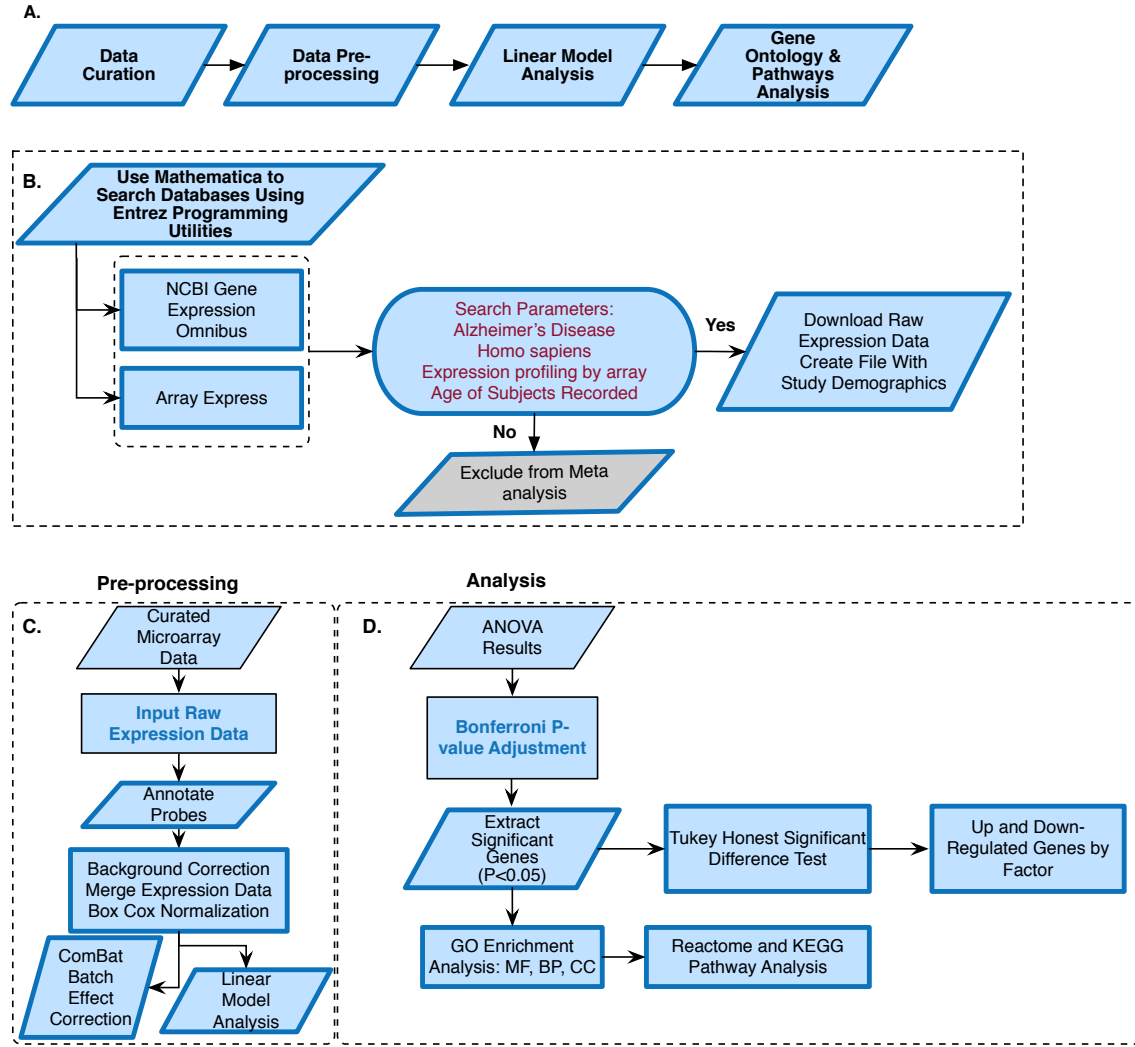 A.
Data
Curation
Data Pre-
processing
Linear Model
Analysis
Gene
Ontology &
Pathways
Analysis
B.
Use Mathematica to
Search Databases Using
Entrez Programming
Utilities
NCBI Gene
Expression
Omnibus
Array Express
Search Parameters:
Alzheimer's Disease
Homo sapiens
Expression profiling by array
Age of Subjects Recorded
Yes
Download Raw
Expression Data
Create File With
Study Demographics
No
Exclude from Meta
analysis
Pre-processing
C.
Curated
Microarray
Data
Input Raw
Expression Data
Annotate
Probes
Background Correction
Merge Expression Data
Box Cox Normalization
ComBat
Batch
Effect
Correction
Linear
Model
Analysis
Analysis
D.
ANOVA
Results
Bonferroni P-
value Adjustment
Extract
Significant
Genes
(P<0.05)
Tukey Honest Significant
Difference Test
Up and Down-
Regulated Genes by
Factor
GO Enrichment
Analysis: MF, BP, CC
Reactome and KEGG
Pathway Analysis